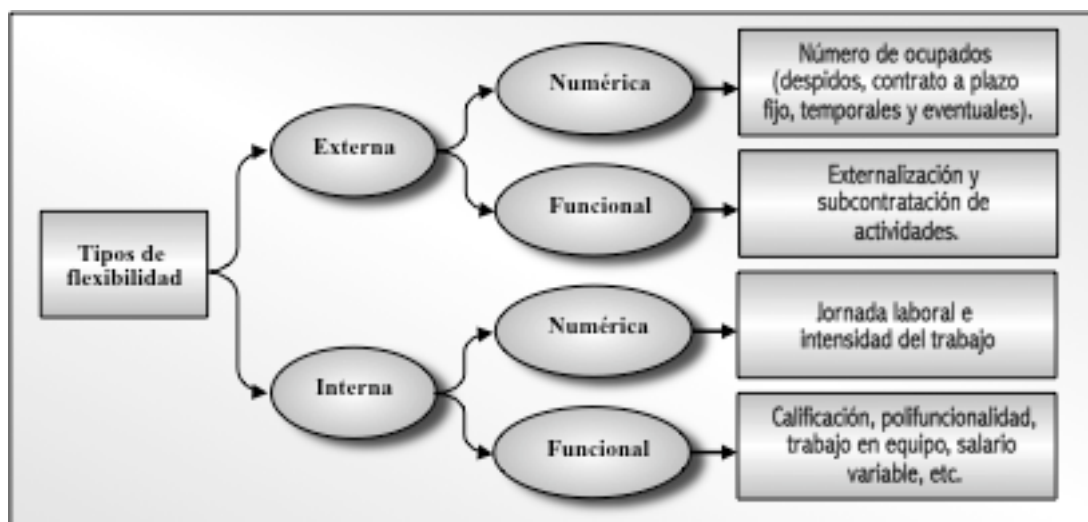 Tipos de
flexibilidad
Externa
Numérica
Número de ocupados
(despidos, contrato a plazo
fijo, temporales y eventuales).
Funcional
Externalización y
subcontratación de
actividades.
Interna
Numérica
Jornada laboral e
intensidad del trabajo
Funcional
Calificación, polifuncionalidad,
trabajo en equipo, salario
variable, etc.